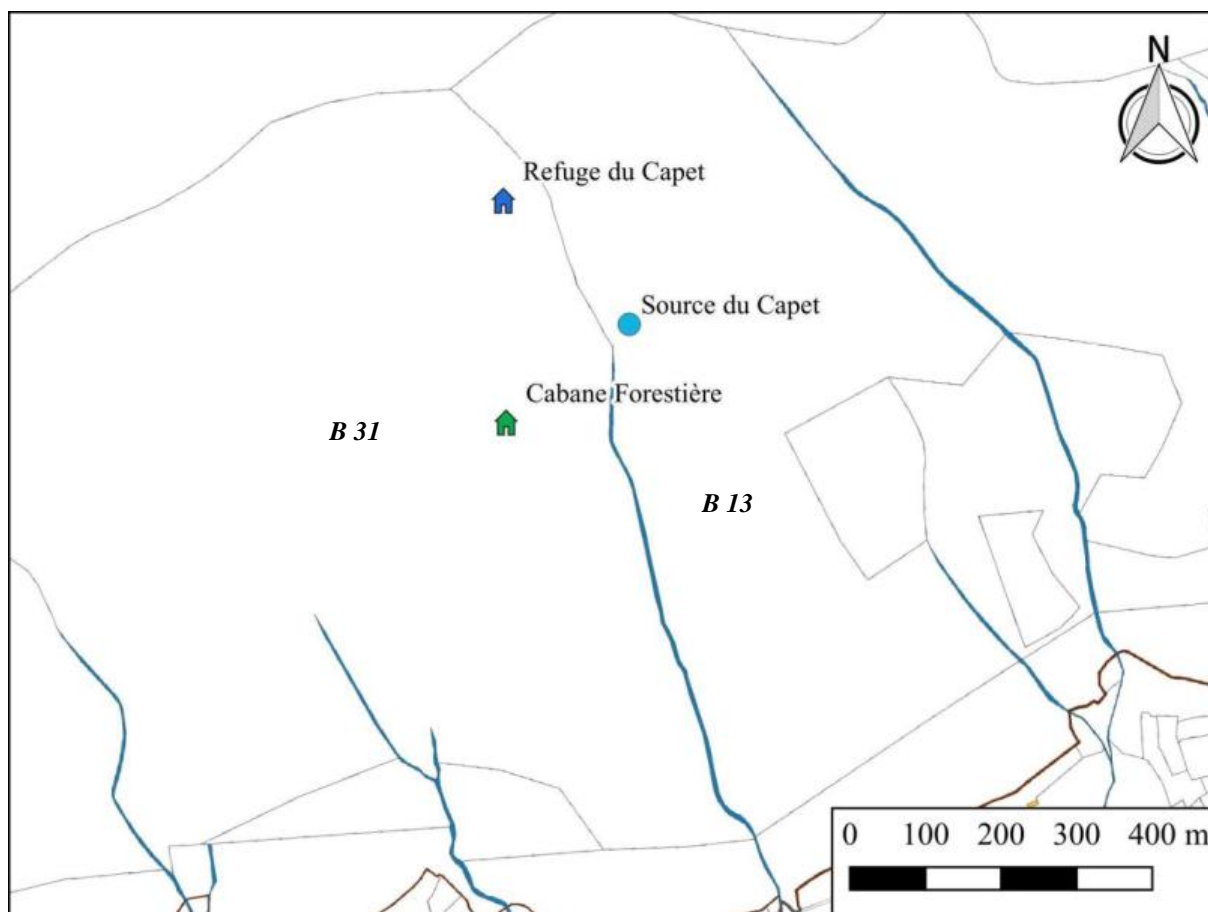 N
Refuge du Capet
Source du Capet
Cabane Forestière
B 31
B 13
0 100 200 300 400 m